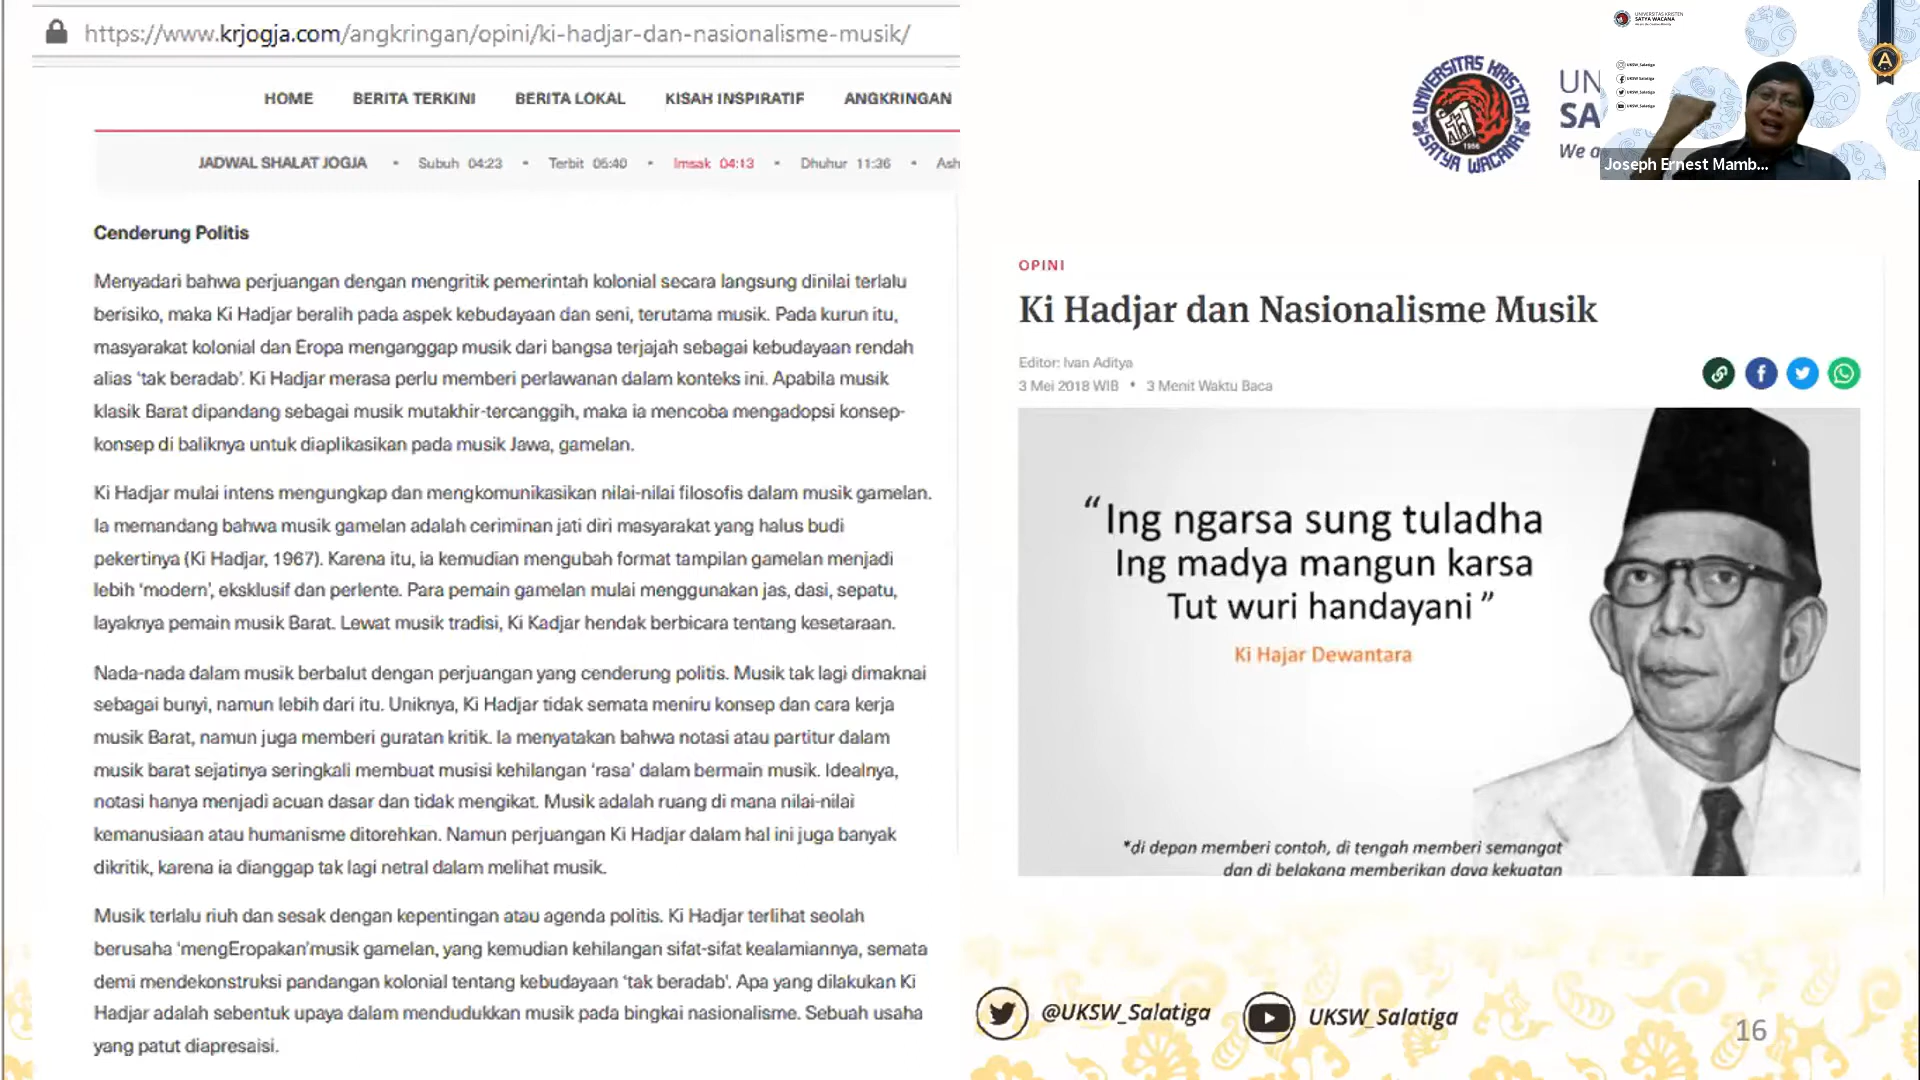 https://www.krjogja.com/angkringan/opini/ki-hadjar-dan-nasionalisme-musik/
HOME BERITA TERKINI BERITA LOKAL KISAH INSPIRATIF ANGKRINGAN
JADWAL SHALAT JOGJA • Subuh 04:23 • Terbit 05:40 • Imsak 04:13 • Dhuhur 11:36 • Ash
Cenderung Politis
Menyadari bahwa perjuangan dengan mengritik pemerintah kolonial secara langsung dinilai terlalu
berisiko, maka Ki Hadjar beralih pada aspek kebudayaan dan seni, terutama musik. Pada kurun itu,
masyarakat kolonial dan Eropa menganggap musik dari bangsa terjajah sebagai kebudayaan rendah
alias 'tak beradab'. Ki Hadjar merasa perlu memberi perlawanan dalam konteks ini. Apabila musik
klasik Barat dipandang sebagai musik mutakhir-tercanggih, maka ia mencoba mengadopsi konsep-
konsep di baliknya untuk diaplikasikan pada musik Jawa, gamelan.
Ki Hadjar mulai intens mengungkap dan mengkomunikasikan nilai-nilai filosofis dalam musik gamelan.
Ia memandang bahwa musik gamelan adalah ceriminan jati diri masyarakat yang halus budi
pekertinya (Ki Hadjar, 1967). Karena itu, ia kemudian mengubah format tampilan gamelan menjadi
lebih 'modern', eksklusif dan perlente. Para pemain gamelan mulai menggunakan jas, dasi, sepatu,
layaknya pemain musik Barat. Lewat musik tradisi, Ki Kadjar hendak berbicara tentang kesetaraan.
Nada-nada dalam musik berbalut dengan perjuangan yang cenderung politis. Musik tak lagi dimaknai
sebagai bunyi, namun lebih dari itu. Uniknya, Ki Hadjar tidak semata meniru konsep dan cara kerja
musik Barat, namun juga memberi guratan kritik. Ia menyatakan bahwa notasi atau partitur dalam
musik barat sejatinya seringkali membuat musisi kehilangan 'rasa' dalam bermain musik. Idealnya,
notasi hanya menjadi acuan dasar dan tidak mengikat. Musik adalah ruang di mana nilai-nilai
kemanusiaan atau humanisme ditorehkan. Namun perjuangan Ki Hadjar dalam hal ini juga banyak
dikritik, karena ia dianggap tak lagi netral dalam melihat musik.
Musik terlalu riuh dan sesak dengan kepentingan atau agenda politis. Ki Hadjar terlihat seolah
berusaha 'mengEropakan'musik gamelan, yang kemudian kehilangan sifat-sifat kealamiannya, semata
demi mendekonstruksi pandangan kolonial tentang kebudayaan 'tak beradab'. Apa yang dilakukan Ki
Hadjar adalah sebentuk upaya dalam mendudukkan musik pada bingkai nasionalisme. Sebuah usaha
yang patut diapresaisi.
UNIVERSITAS KRISTEN
SATYA WACANA
1956
UN
SA
We a
UNIVERSITAS KRISTEN
SATYA WACANA
UKSW_Salatiga
UKSW Salatiga
UKSW_Salatiga
UKSW_Salatiga
A
Joseph Ernest Mamb...
OPINI
Ki Hadjar dan Nasionalisme Musik
Editor: Ivan Aditya
3 Mei 2018 WIB • 3 Menit Waktu Baca
“Ing ngarsa sung tuladha
Ing madya mangun karsa
Tut wuri handayani”
Ki Hajar Dewantara
*di depan memberi contoh, di tengah memberi semangat
dan di belakang memberikan daya kekuatan
@UKSW_Salatiga UKSW_Salatiga
16